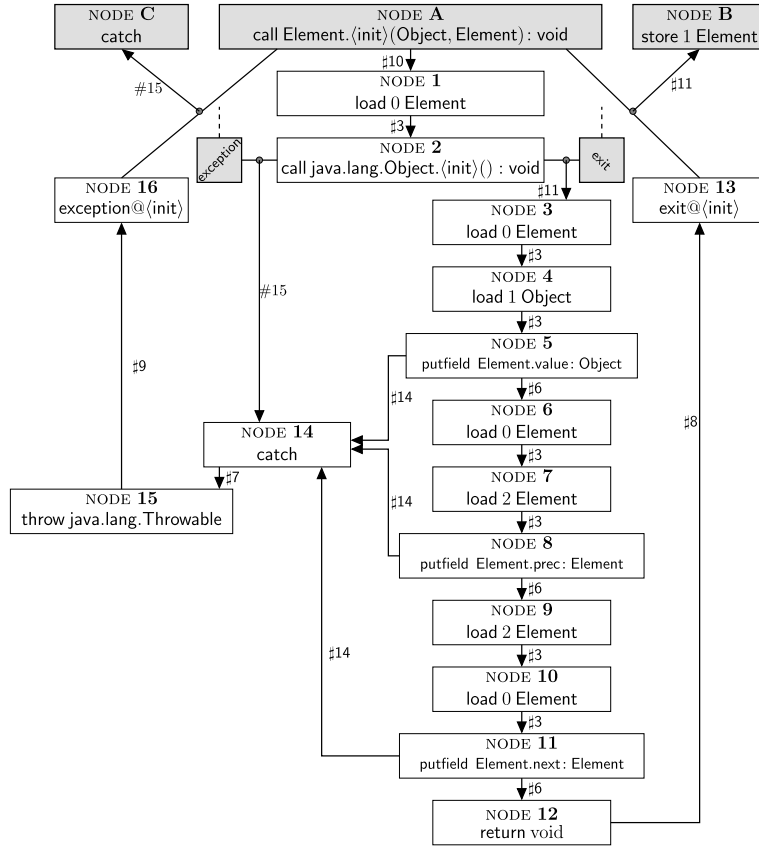 NODE C
catch
NODE A
call Element.⟨init⟩(Object, Element) : void
NODE B
store 1 Element
#15
♯10
♯11
NODE 1
load 0 Element
♯3
exception
NODE 2
call java.lang.Object.⟨init⟩() : void
exit
NODE 16
exception@⟨init⟩
♯11
NODE 13
exit@⟨init⟩
NODE 3
load 0 Element
♯3
NODE 4
load 1 Object
#15
♯3
NODE 5
putfield Element.value : Object
♯9
♯14
♯6
NODE 6
load 0 Element
♯8
NODE 14
catch
♯3
♯7
NODE 7
load 2 Element
NODE 15
throw java.lang.Throwable
♯14
♯3
NODE 8
putfield Element.prec : Element
♯6
NODE 9
load 2 Element
♯14
♯3
NODE 10
load 0 Element
♯3
NODE 11
putfield Element.next : Element
♯6
NODE 12
return void